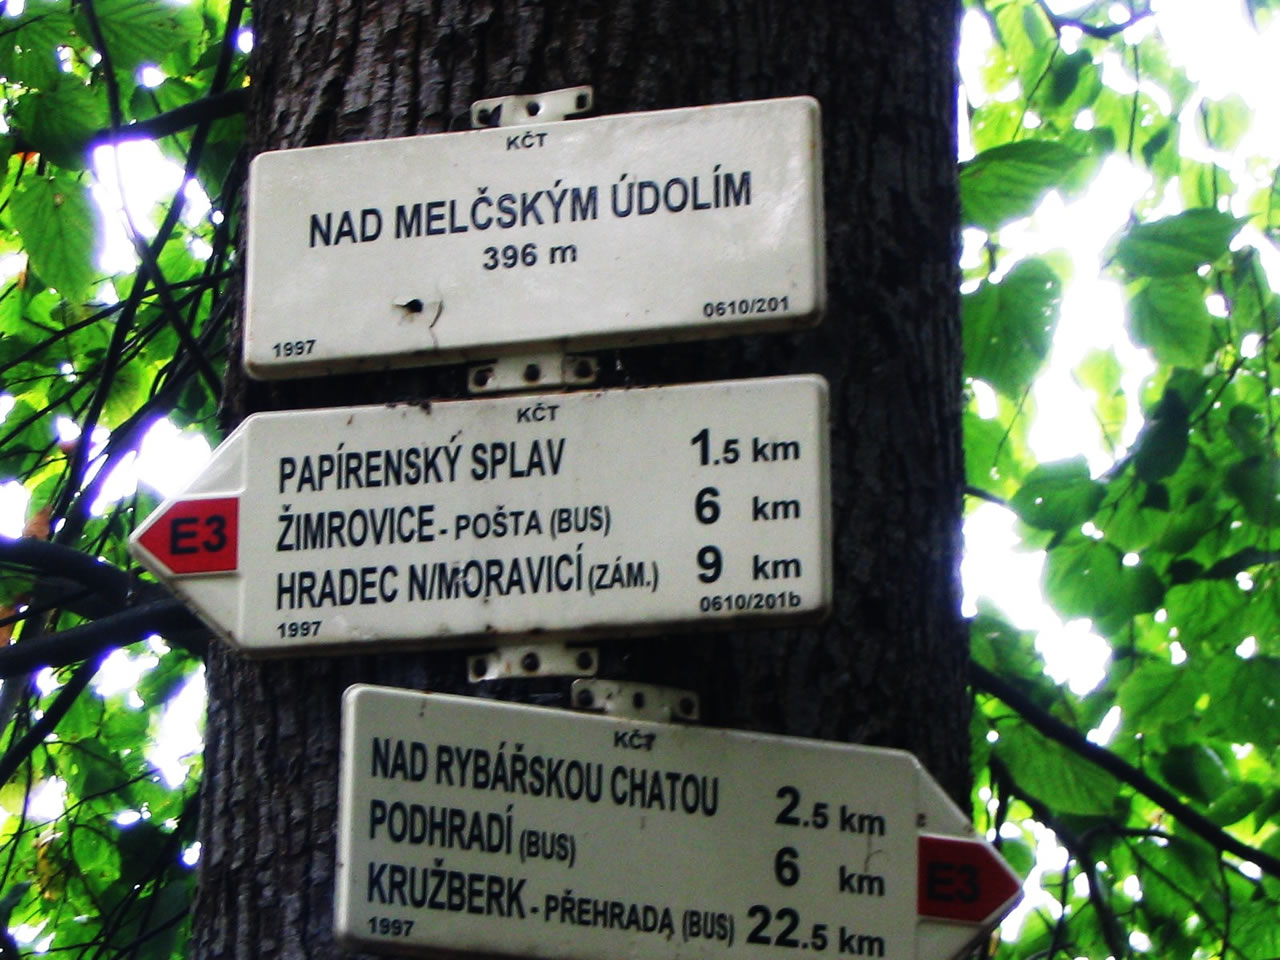 KČT
NAD MELČSKÝM ÚDOLÍM
396 m
0610/201
1997
KČT
PAPÍRENSKÝ SPLAV 1.5 km
ŽIMROVICE - POŠTA (BUS) 6 km
E3
HRADEC N/MORAVICÍ (ZÁM.) 9 km
1997 0610/201b
KČT
NAD RYBÁŘSKOU CHATOU 2.5 km
PODHRADÍ (BUS) 6 km
E3
KRUŽBERK - PŘEHRADA (BUS) 22.5 km
1997